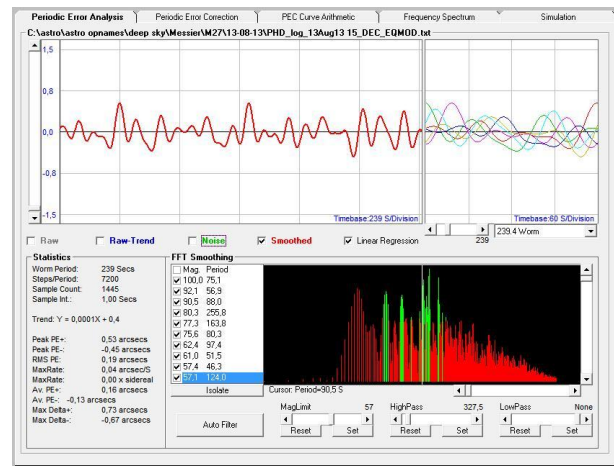 Periodic Error Analysis Periodic Error Correction PEC Curve Arithmetic Frequency Spectrum Simulation
C:\astro\astro opnames\deep sky\Messier\M27\13-08-13\PHD_log_13Aug13 15_DEC_EQMOD.txt
1,5
0,8
0,0
-0,8
-1,5
Timebase:239 S/Division Timebase:60 S/Division
Raw Raw-Trend Noise Smoothed Linear Regression 239 239.4 Worm
Statistics
Worm Period: 239 Secs
Steps/Period: 7200
Sample Count: 1445
Sample Int.: 1,00 Secs
Trend: Y = 0,0001X + 0,4
Peak PE+: 0,53 arcsecs
Peak PE-: -0,45 arcsecs
RMS PE: 0,19 arcsecs
MaxRate: 0,04 arcsec/S
MaxRate: 0,00 x sidereal
Av. PE+: 0,16 arcsecs
Av. PE-: -0,13 arcsecs
Max Delta+: 0,73 arcsecs
Max Delta-: -0,67 arcsecs
FFT Smoothing
Mag. Period
100,0 75,1
92,1 56,9
90,5 88,0
80,3 255,8
77,3 163,8
75,6 80,3
62,4 97,4
61,0 51,5
57,4 46,3
57,1 124,0
Isolate Cursor: Period=90,5 S
Auto Filter
MagLimit 57 HighPass 327,5 LowPass None
Reset Set Reset Set Reset Set